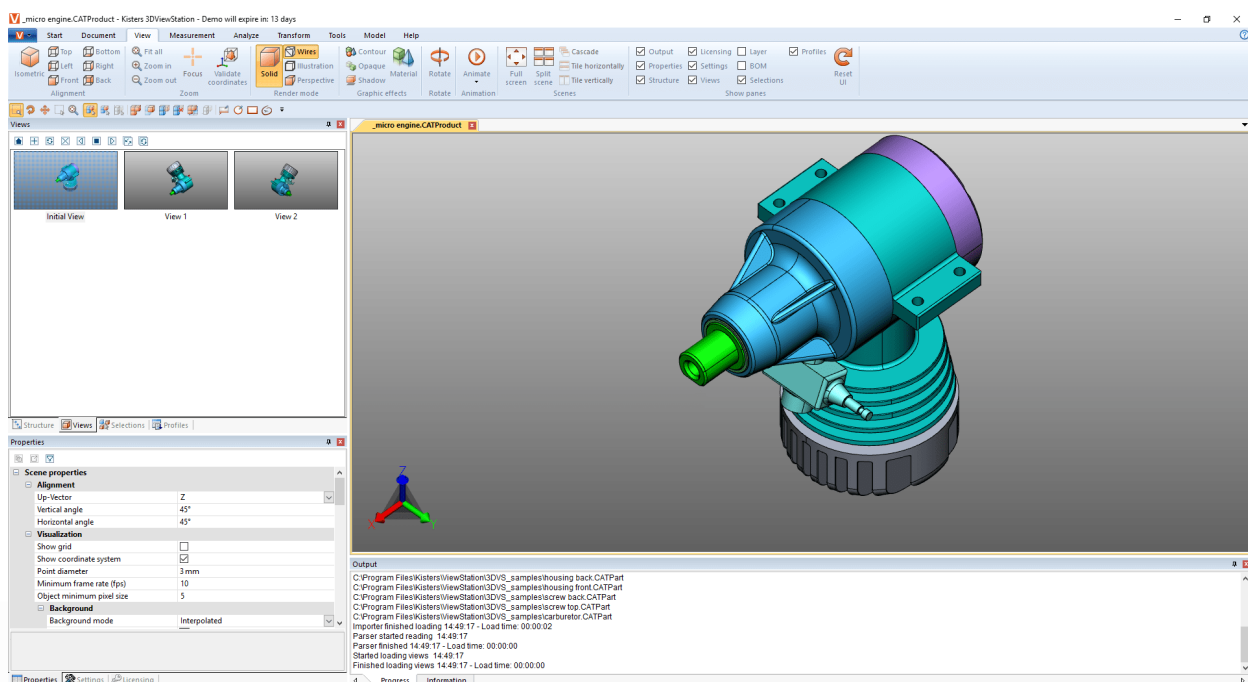 _micro engine.CATProduct - Kisters 3DViewStation - Demo will expire in: 13 days
Start Document View Measurement Analyze Transform Tools Model Help
Isometric Top Bottom Left Right Front Back
Alignment
Fit all Zoom in Zoom out Focus Validate coordinates
Zoom
Solid Wires Illustration Perspective
Render mode
Contour Opaque Shadow Material
Graphic effects
Rotate
Rotate
Animate
Animation
Full screen Split scene Cascade Tile horizontally Tile vertically
Scenes
Output Licensing Layer Profiles
Properties Settings BOM
Structure Views Selections
Show panes
Reset UI
Views
Initial View View 1 View 2
Structure Views Selections Profiles
Properties
Scene properties
Alignment
Up-Vector Z
Vertical angle 45°
Horizontal angle 45°
Visualization
Show grid
Show coordinate system
Point diameter 3 mm
Minimum frame rate (fps) 10
Object minimum pixel size 5
Background
Background mode Interpolated
Properties Settings Licensing
_micro engine.CATProduct
Z
X Y
Output
C:\Program Files\Kisters\ViewStation\3DVS_samples\housing back.CATPart
C:\Program Files\Kisters\ViewStation\3DVS_samples\housing front.CATPart
C:\Program Files\Kisters\ViewStation\3DVS_samples\screw back.CATPart
C:\Program Files\Kisters\ViewStation\3DVS_samples\screw top.CATPart
C:\Program Files\Kisters\ViewStation\3DVS_samples\carburetor.CATPart
Importer finished loading 14:49:17 - Load time: 00:00:02
Parser started reading 14:49:17
Parser finished 14:49:17 - Load time: 00:00:00
Started loading views 14:49:17
Finished loading views 14:49:17 - Load time: 00:00:00
Progress Information